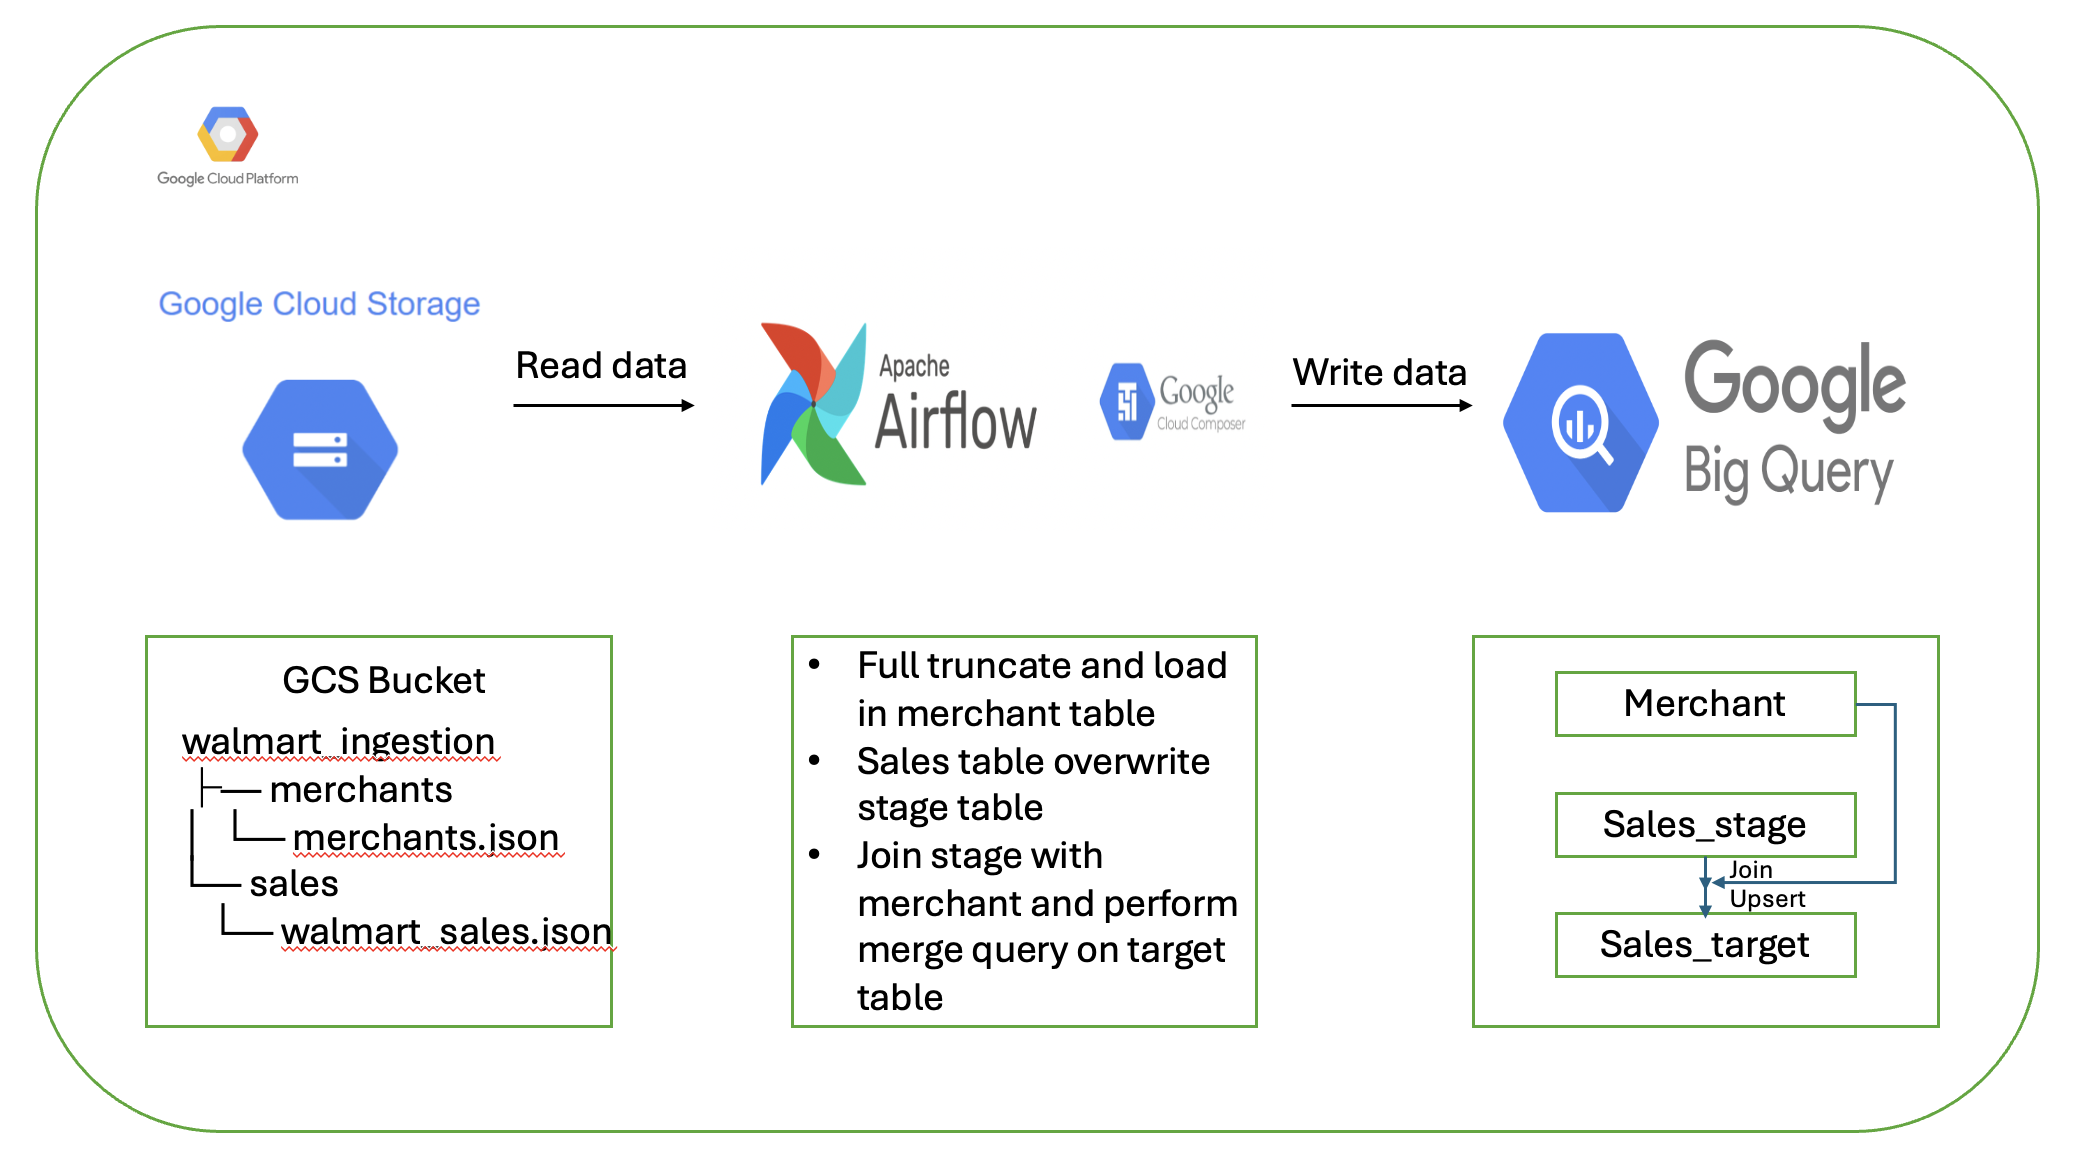 Google Cloud Platform
Google Cloud Storage
Read data
Apache
Airflow
Google
Cloud Composer
Write data
Google
Big Query
GCS Bucket
walmart_ingestion
├── merchants
│ └── merchants.json
└── sales
└── walmart_sales.json
• Full truncate and load
in merchant table
• Sales table overwrite
stage table
• Join stage with
merchant and perform
merge query on target
table
Merchant
Sales_stage
Join
Upsert
Sales_target